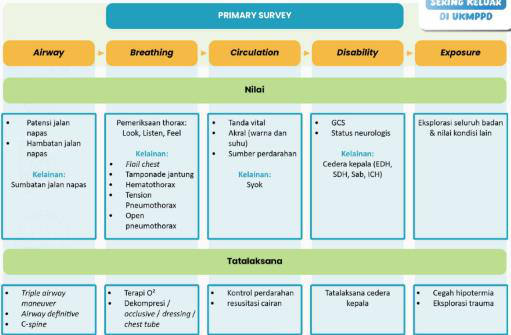 SERING KELUAR
DI UKMPPD
PRIMARY SURVEY
Airway
Breathing
Circulation
Disability
Exposure
Nilai
• Patensi jalan
napas
• Hambatan jalan
napas
Kelainan:
Sumbatan jalan napas
Pemeriksaan thorax:
Look, Listen, Feel
Kelainan:
• Flail chest
• Tamponade jantung
• Hematothorax
• Tension
Pneumothorax
• Open
pneumothorax
• Tanda vital
• Akral (warna dan
suhu)
• Sumber perdarahan
Kelainan:
Syok
• GCS
• Status neurologis
Kelainan:
Cedera kepala (EDH,
SDH, Sab, ICH)
Eksplorasi seluruh badan
& nilai kondisi lain
Tatalaksana
• Triple airway
maneuver
• Airway definitive
• C-spine
• Terapi O²
• Dekompresi /
occlusive / dressing /
chest tube
• Kontrol perdarahan
• resusitasi cairan
Tatalaksana cedera
kepala
• Cegah hipotermia
• Eksplorasi trauma